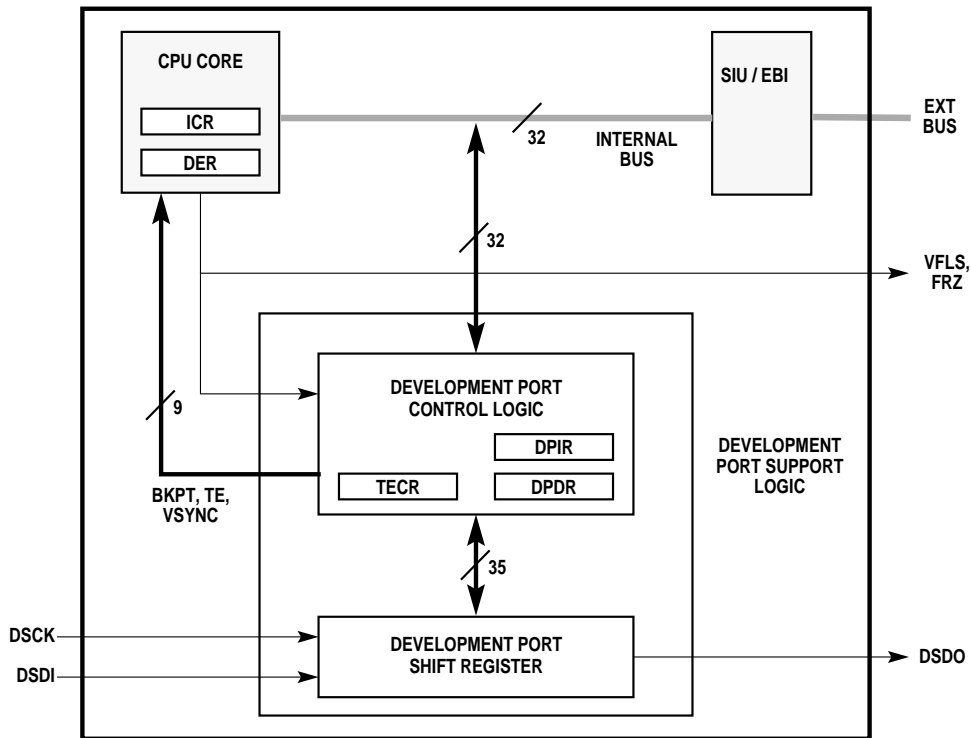 CPU CORE
ICR
DER
SIU / EBI
EXT
BUS
32
INTERNAL
BUS
32
VFLS,
FRZ
9
DEVELOPMENT PORT
CONTROL LOGIC
DPIR
TECR
DPDR
DEVELOPMENT
PORT SUPPORT
LOGIC
BKPT, TE,
VSYNC
35
DSCK
DSDI
DEVELOPMENT PORT
SHIFT REGISTER
DSDO